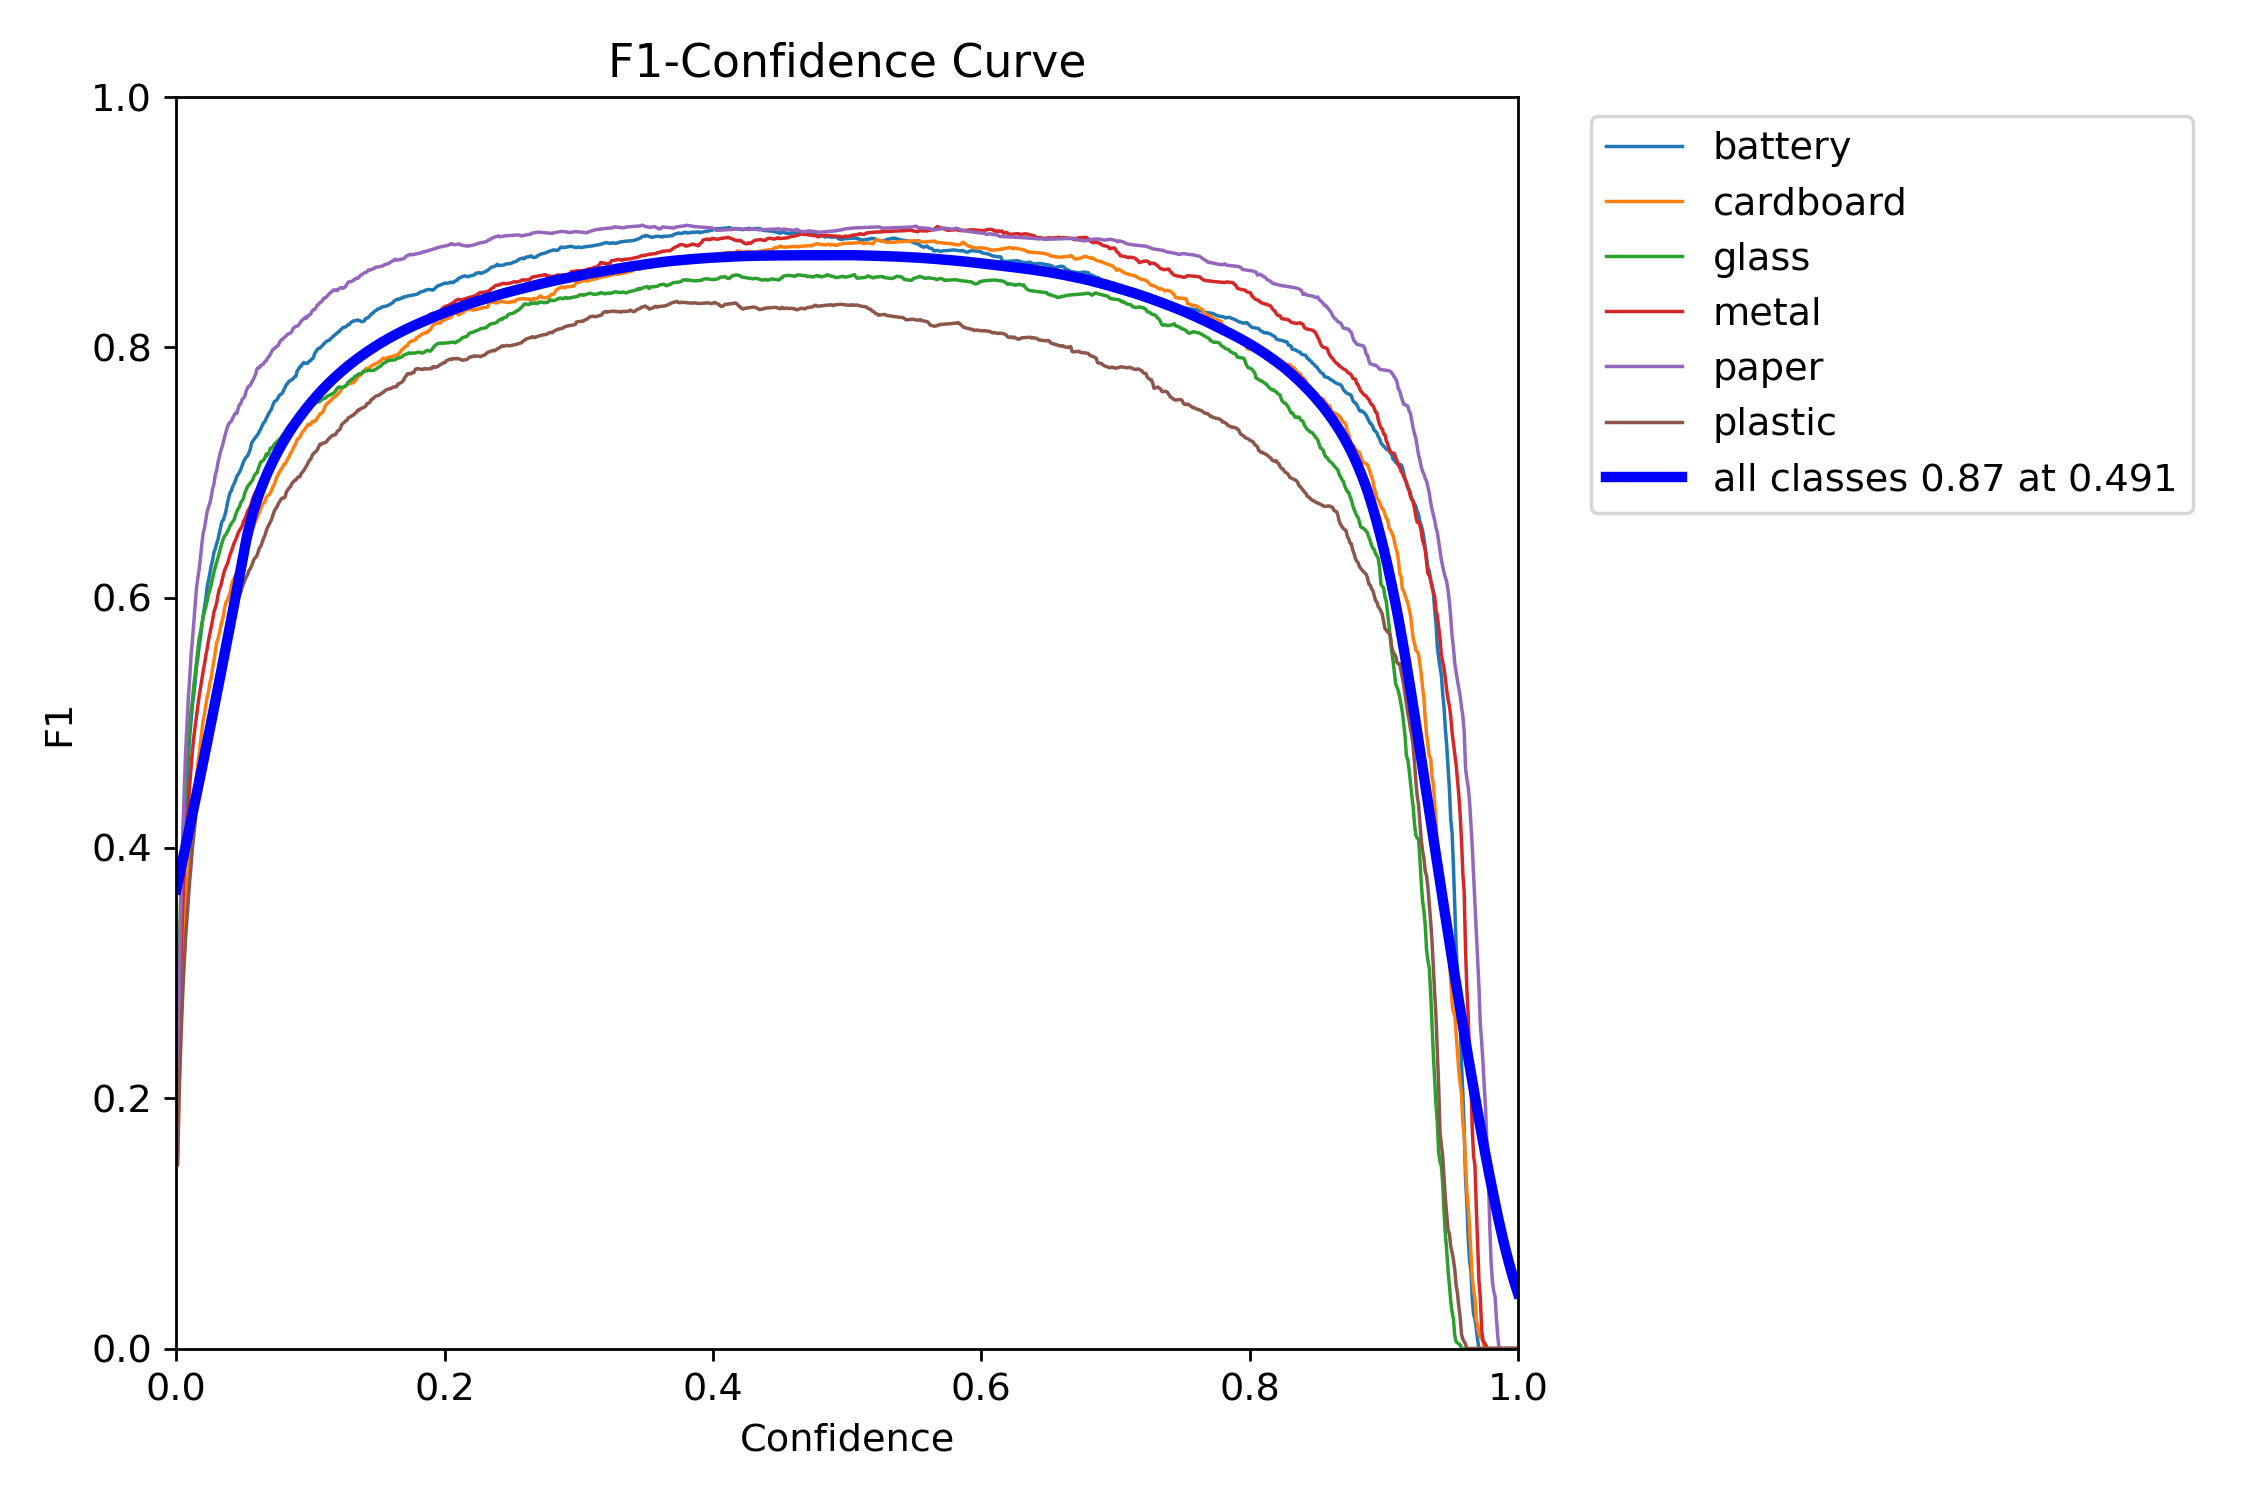 F1-Confidence Curve
1.0
0.8
0.6
0.4
0.2
0.0
F1
0.0 0.2 0.4 0.6 0.8 1.0
Confidence
battery
cardboard
glass
metal
paper
plastic
all classes 0.87 at 0.491